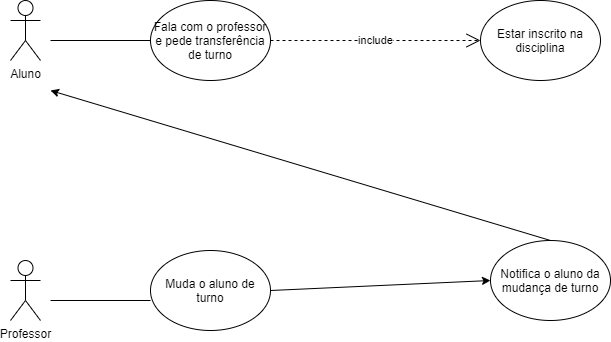 Fala com o professor
e pede transferência
de turno
include
Estar inscrito na
disciplina
Aluno
Muda o aluno de
turno
Notifica o aluno da
mudança de turno
Professor